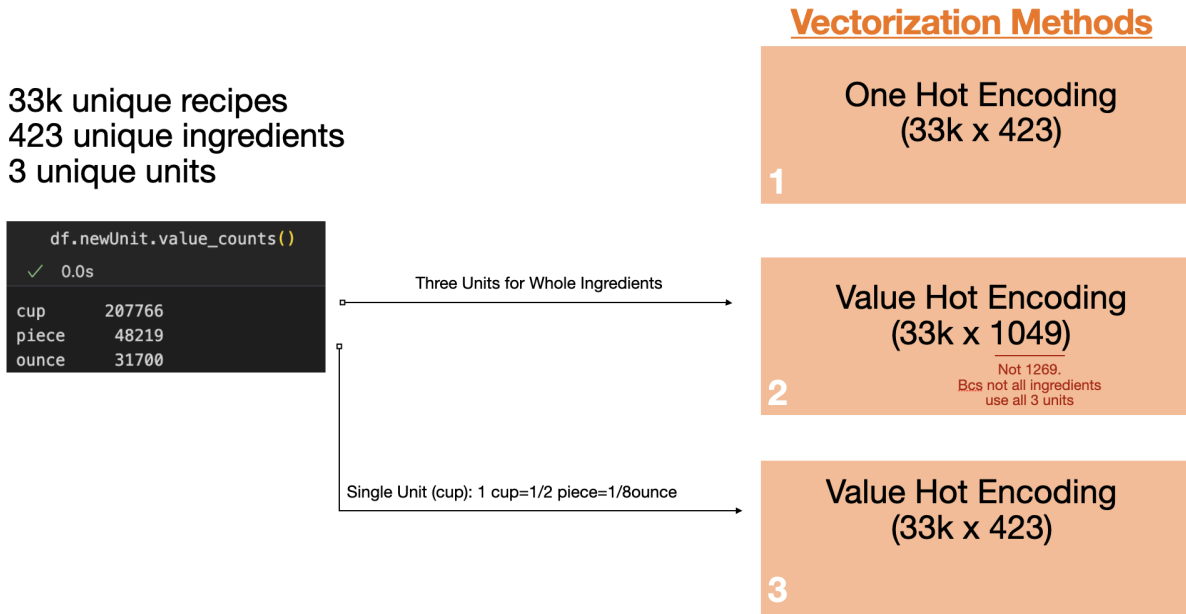 Vectorization Methods
33k unique recipes
423 unique ingredients
3 unique units
df.newUnit.value_counts()
0.0s
cup 207766
piece 48219
ounce 31700
Three Units for Whole Ingredients
Single Unit (cup): 1 cup=1/2 piece=1/8ounce
One Hot Encoding
(33k x 423)
1
Value Hot Encoding
(33k x 1049)
Not 1269.
Bcs not all ingredients
use all 3 units
2
Value Hot Encoding
(33k x 423)
3